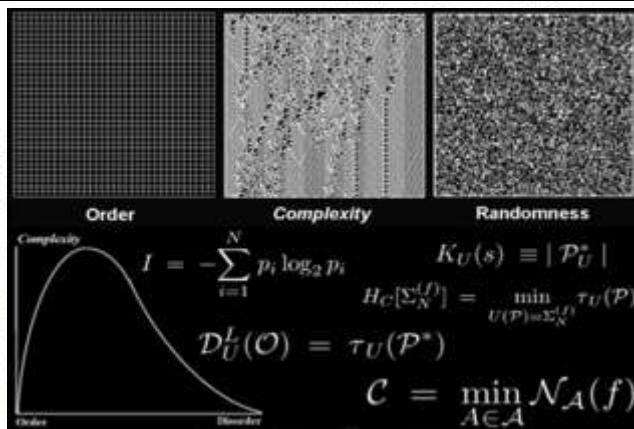 Order Complexity Randomness
Complexity
I = −∑_{i=1}^{N} p_i log₂ p_i
K_U(s) ≡ | 𝒫*_U |
H_C[Σ_N^{(f)}] = min_{U(𝒫)=Σ_N^{(f)}} τ_U(𝒫)
𝒟_U^L(𝒪) = τ_U(𝒫*)
𝒞 = min_{A∈𝒜} 𝒩_𝒜(f)
Order Disorder